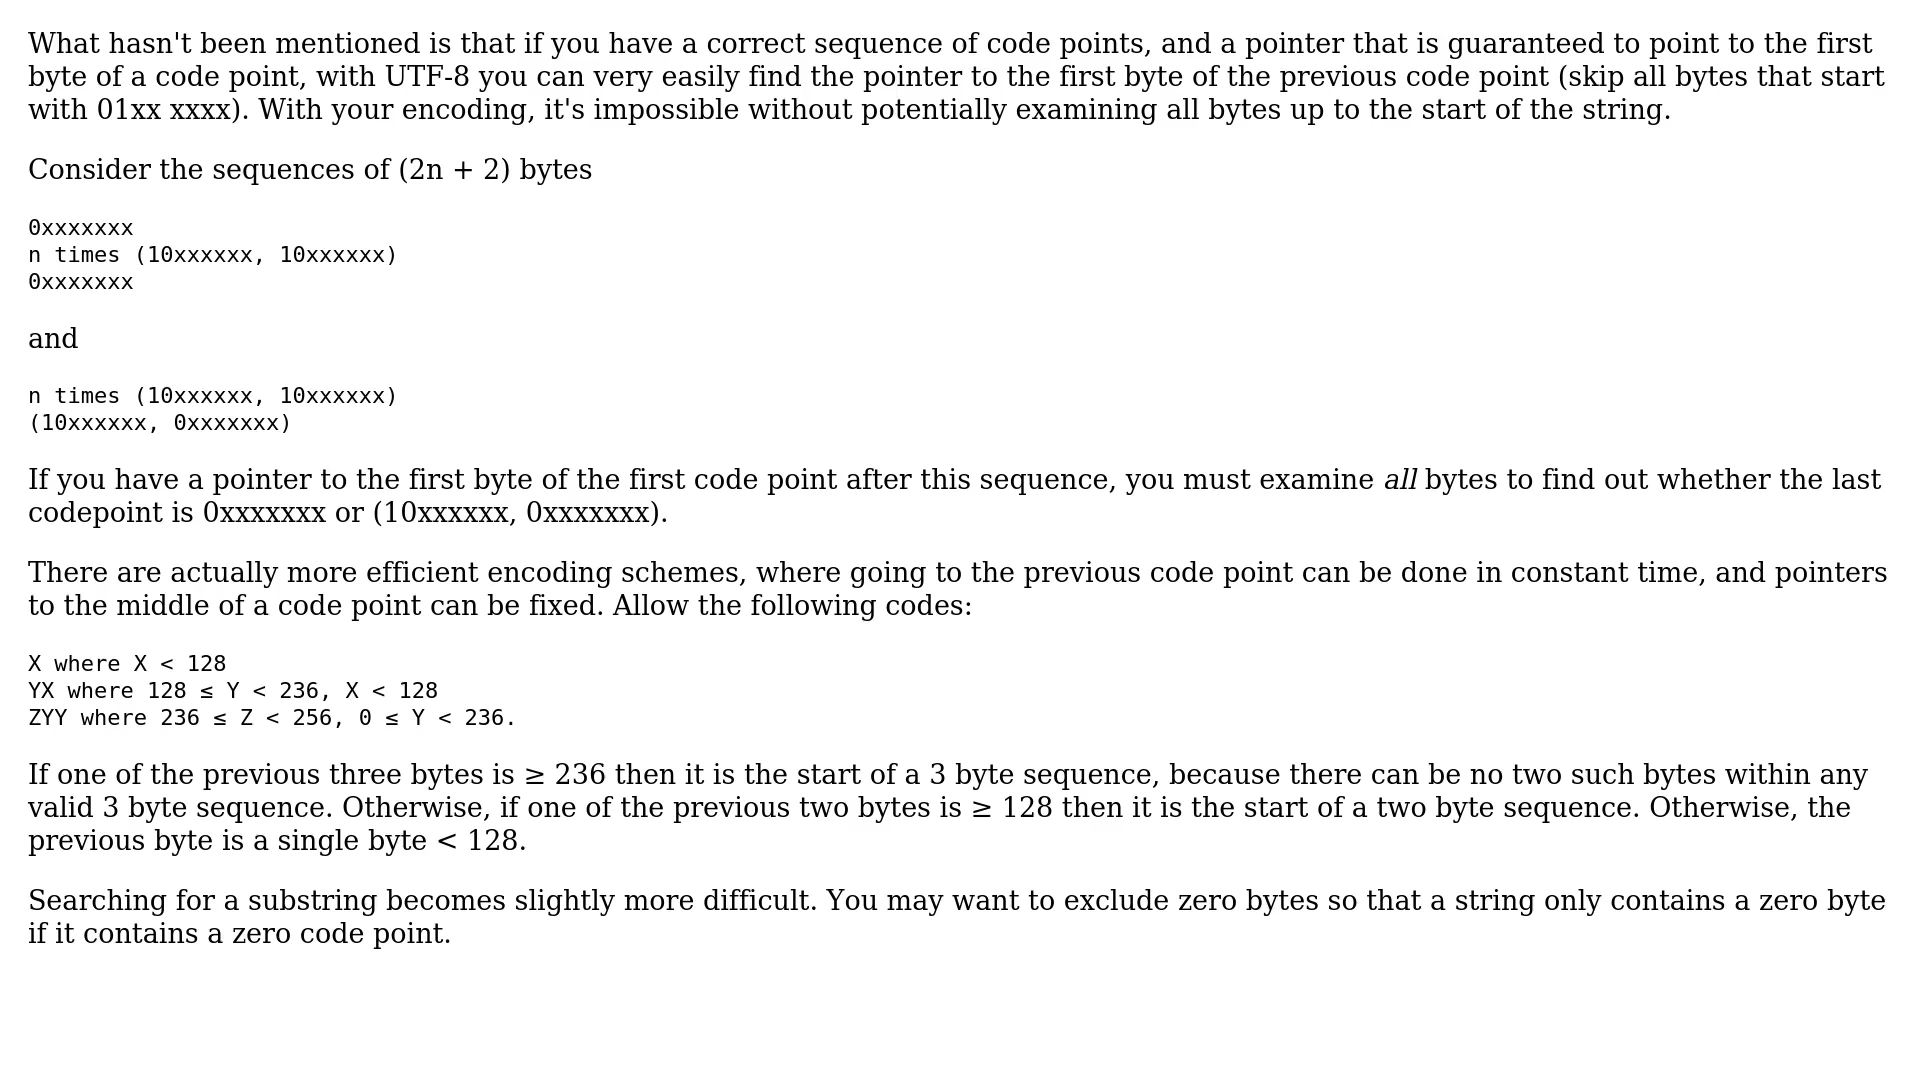 What hasn't been mentioned is that if you have a correct sequence of code points, and a pointer that is guaranteed to point to the first
byte of a code point, with UTF-8 you can very easily find the pointer to the first byte of the previous code point (skip all bytes that start
with 01xx xxxx). With your encoding, it's impossible without potentially examining all bytes up to the start of the string.
Consider the sequences of (2n + 2) bytes
0xxxxxxx
n times (10xxxxxx, 10xxxxxx)
0xxxxxxx
and
n times (10xxxxxx, 10xxxxxx)
(10xxxxxx, 0xxxxxxx)
If you have a pointer to the first byte of the first code point after this sequence, you must examine all bytes to find out whether the last
codepoint is 0xxxxxxx or (10xxxxxx, 0xxxxxxx).
There are actually more efficient encoding schemes, where going to the previous code point can be done in constant time, and pointers
to the middle of a code point can be fixed. Allow the following codes:
X where X < 128
YX where 128 ≤ Y < 236, X < 128
ZYY where 236 ≤ Z < 256, 0 ≤ Y < 236.
If one of the previous three bytes is ≥ 236 then it is the start of a 3 byte sequence, because there can be no two such bytes within any
valid 3 byte sequence. Otherwise, if one of the previous two bytes is ≥ 128 then it is the start of a two byte sequence. Otherwise, the
previous byte is a single byte < 128.
Searching for a substring becomes slightly more difficult. You may want to exclude zero bytes so that a string only contains a zero byte
if it contains a zero code point.